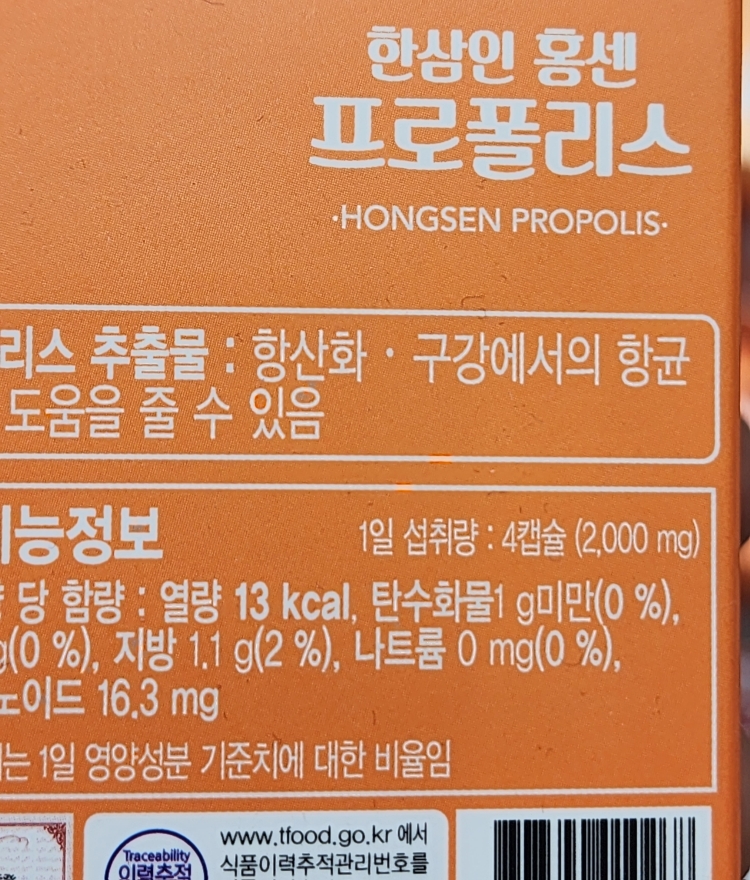 한삼인 홍센
프로폴리스
·HONGSEN PROPOLIS·
리스 추출물 : 항산화 · 구강에서의 항균
도움을 줄 수 있음
능정보
1일 섭취량 : 4캡슐 (2,000 mg)
당 함량 : 열량 13 kcal, 탄수화물1 g미만(0 %),
g(0 %), 지방 1.1 g(2 %), 나트륨 0 mg(0 %),
노이드 16.3 mg
는 1일 영양성분 기준치에 대한 비율임
Traceability
이력추적
www.tfood.go.kr 에서
식품이력추적관리번호를